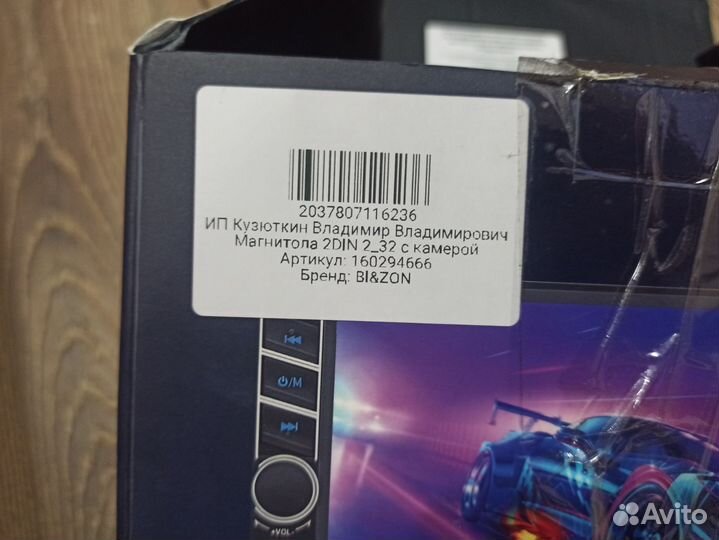 2037807116236
ИП Кузюткин Владимир Владимирович
Магнитола 2DIN 2_32 с камерой
Артикул: 160294666
Бренд: BI&ZON
/M
+VOL-
Avito